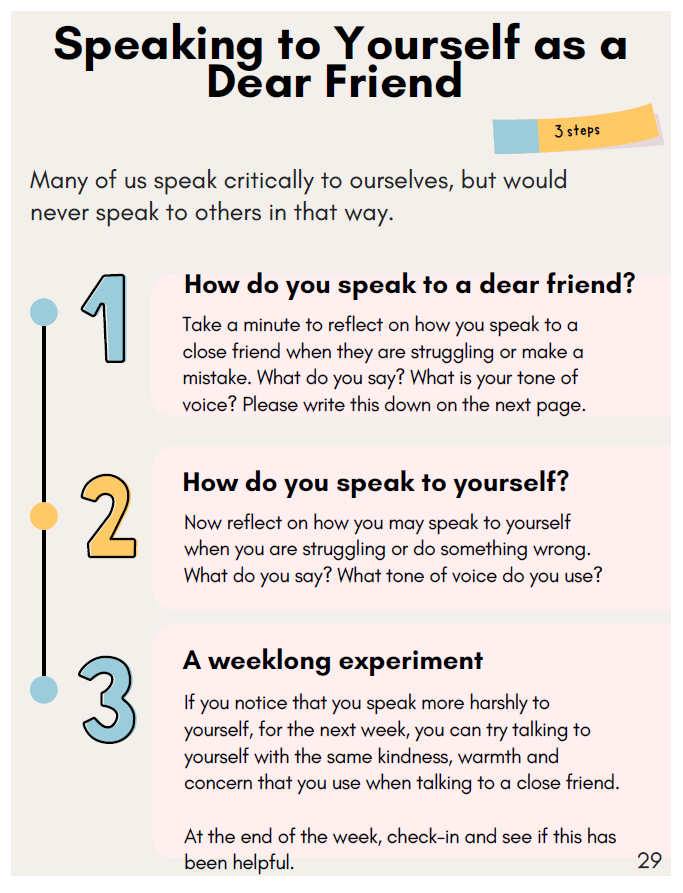 Speaking to Yourself as a
Dear Friend
3 steps
Many of us speak critically to ourselves, but would
never speak to others in that way.
1
How do you speak to a dear friend?
Take a minute to reflect on how you speak to a
close friend when they are struggling or make a
mistake. What do you say? What is your tone of
voice? Please write this down on the next page.
2
How do you speak to yourself?
Now reflect on how you may speak to yourself
when you are struggling or do something wrong.
What do you say? What tone of voice do you use?
3
A weeklong experiment
If you notice that you speak more harshly to
yourself, for the next week, you can try talking to
yourself with the same kindness, warmth and
concern that you use when talking to a close friend.
At the end of the week, check-in and see if this has
been helpful.
29